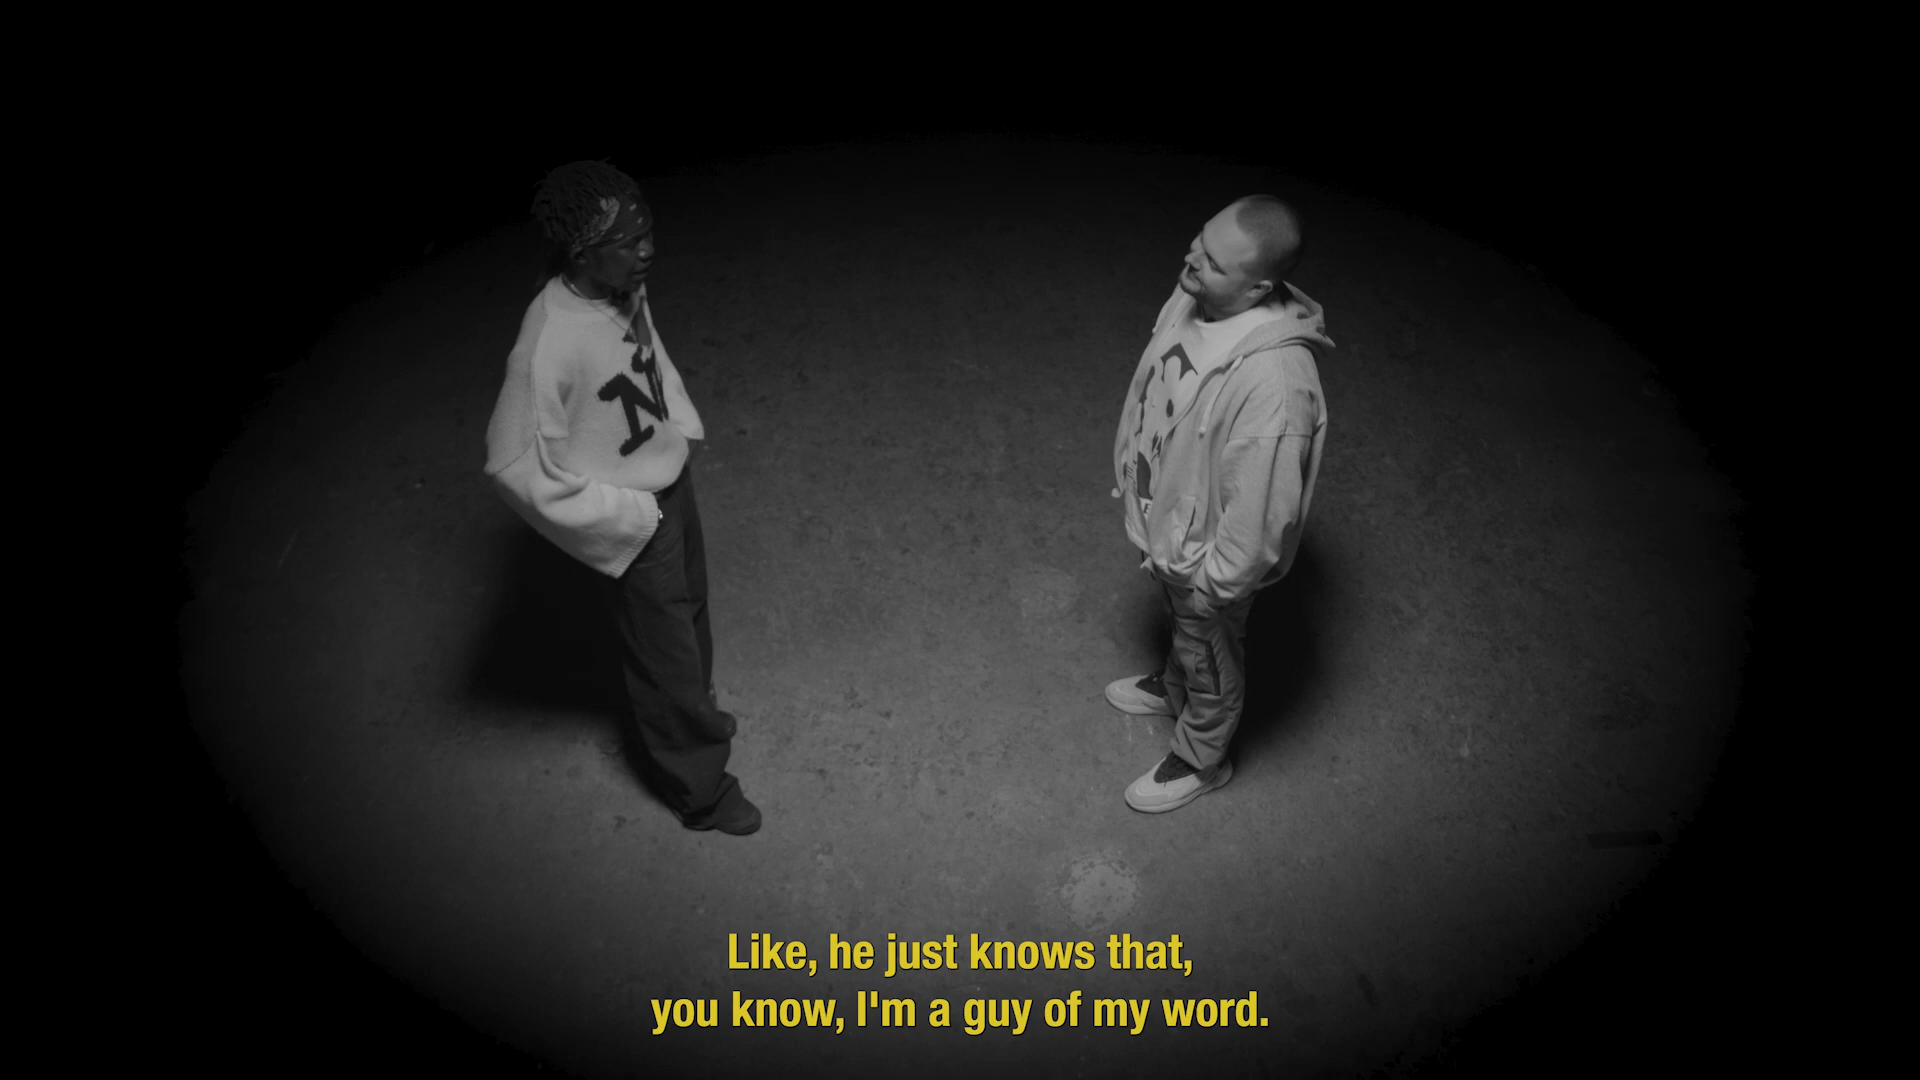 N
Like, he just knows that,
you know, I'm a guy of my word.